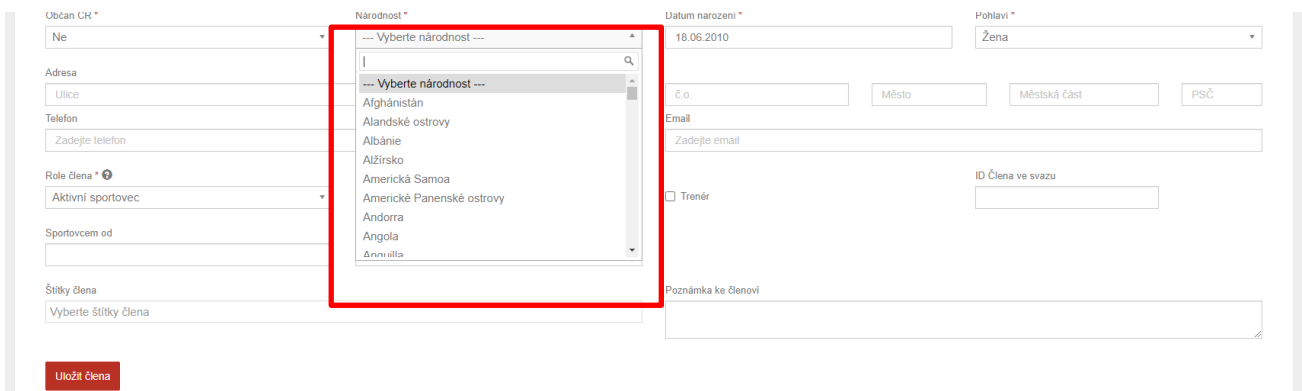 Občan ČR *
Národnost *
Datum narození *
Pohlaví *
Ne
--- Vyberte národnost ---
18.06.2010
Žena
--- Vyberte národnost ---
Afghánistán
Alandské ostrovy
Albánie
Alžírsko
Americká Samoa
Americké Panenské ostrovy
Andorra
Angola
Anguilla
Adresa
Ulice
č.o.
Město
Městská část
PSČ
Telefon
Email
Zadejte telefon
Zadejte email
Role člena *
ID Člena ve svazu
Aktivní sportovec
Trenér
Sportovcem od
Štítky člena
Poznámka ke členovi
Vyberte štítky člena
Uložit člena